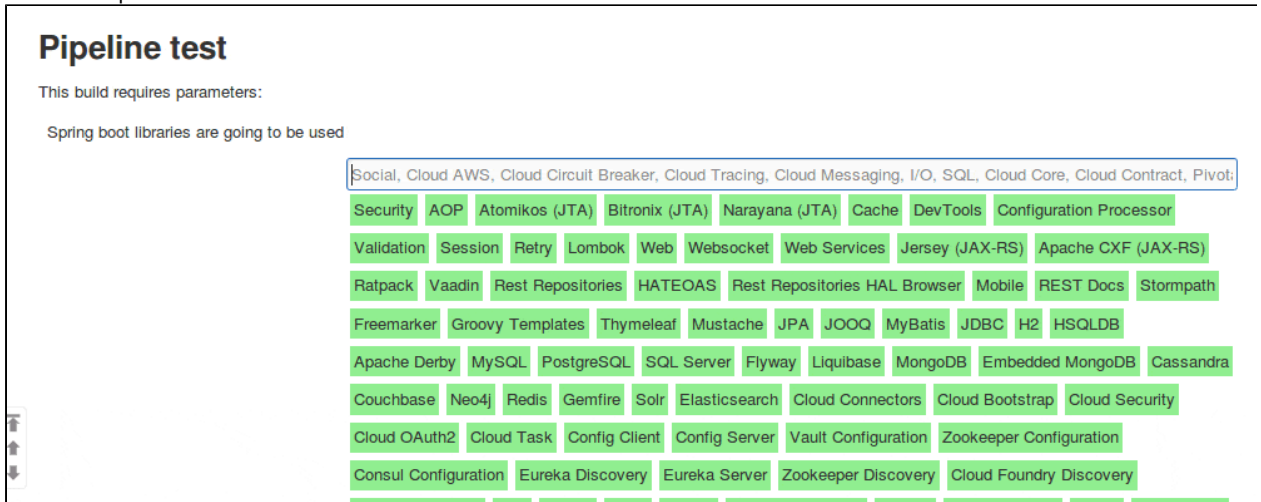 Pipeline test
This build requires parameters:
Spring boot libraries are going to be used
Social, Cloud AWS, Cloud Circuit Breaker, Cloud Tracing, Cloud Messaging, I/O, SQL, Cloud Core, Cloud Contract, Pivot
Security AOP Atomikos (JTA) Bitronix (JTA) Narayana (JTA) Cache DevTools Configuration Processor
Validation Session Retry Lombok Web Websocket Web Services Jersey (JAX-RS) Apache CXF (JAX-RS)
Ratpack Vaadin Rest Repositories HATEOAS Rest Repositories HAL Browser Mobile REST Docs Stormpath
Freemarker Groovy Templates Thymeleaf Mustache JPA JOOQ MyBatis JDBC H2 HSQLDB
Apache Derby MySQL PostgreSQL SQL Server Flyway Liquibase MongoDB Embedded MongoDB Cassandra
Couchbase Neo4j Redis Gemfire Solr Elasticsearch Cloud Connectors Cloud Bootstrap Cloud Security
Cloud OAuth2 Cloud Task Config Client Config Server Vault Configuration Zookeeper Configuration
Consul Configuration Eureka Discovery Eureka Server Zookeeper Discovery Cloud Foundry Discovery